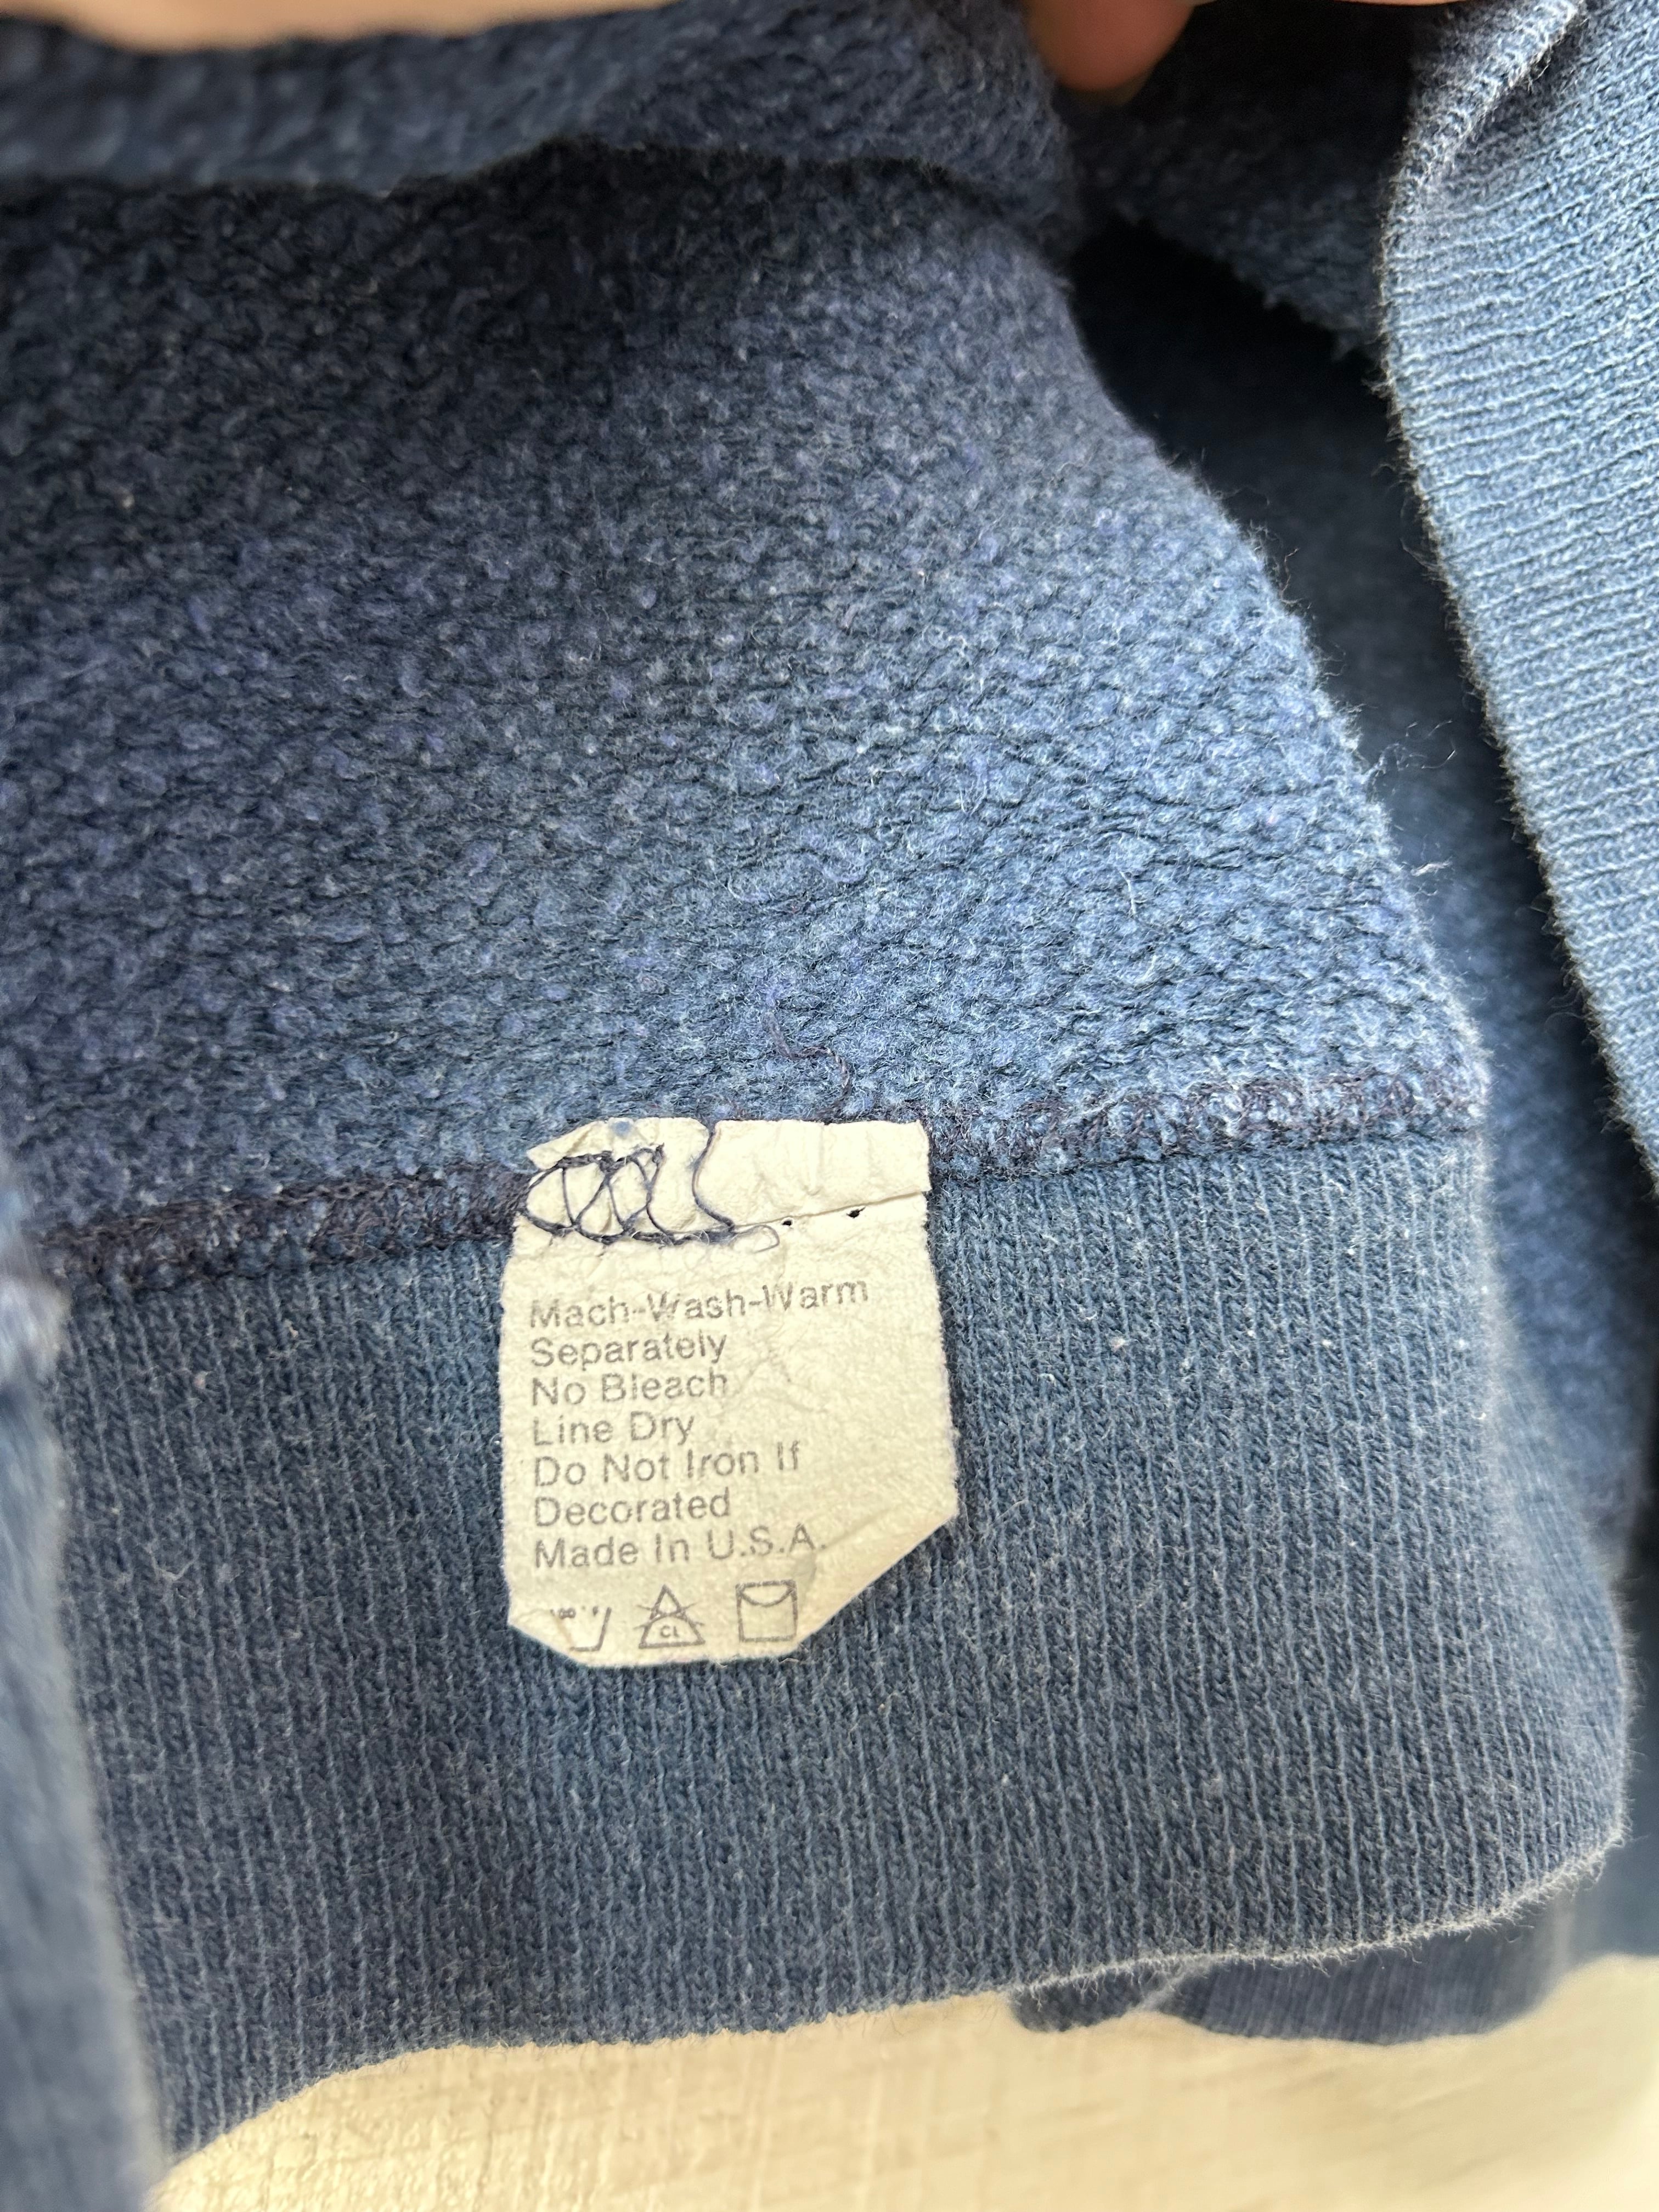 Mach-Wash-Warm
Separately
No Bleach
Line Dry
Do Not Iron If
Decorated
Made In U.S.A.
CL